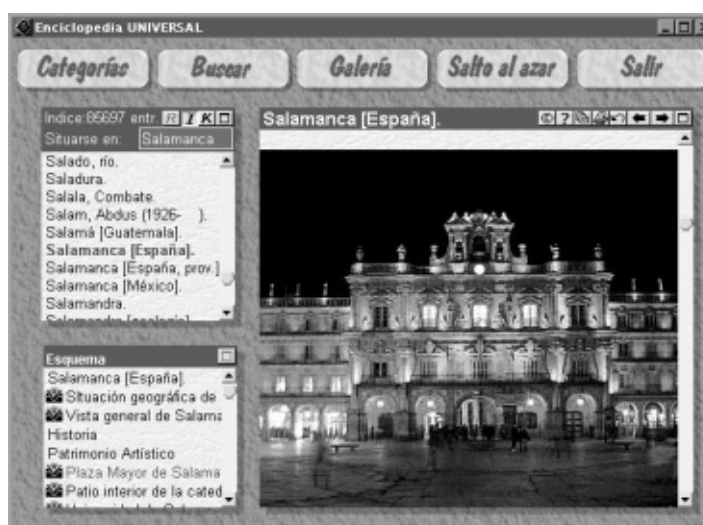 Enciclopedia UNIVERSAL
Categorías Buscar Galería Salto al azar Salir
Indice:85697 entr. R I K
Situarse en: Salamanca
Salado, río.
Saladura.
Salala, Combate.
Salam, Abdus (1926- ).
Salamá [Guatemala].
Salamanca [España].
Salamanca [España, prov.]
Salamanca [México].
Salamandra.
Salamandra [zoología]
Salamanca [España].
Esquema
Salamanca [España].
Situación geográfica de
Vista general de Salama
Historia
Patrimonio Artístico
Plaza Mayor de Salama
Patio interior de la cated